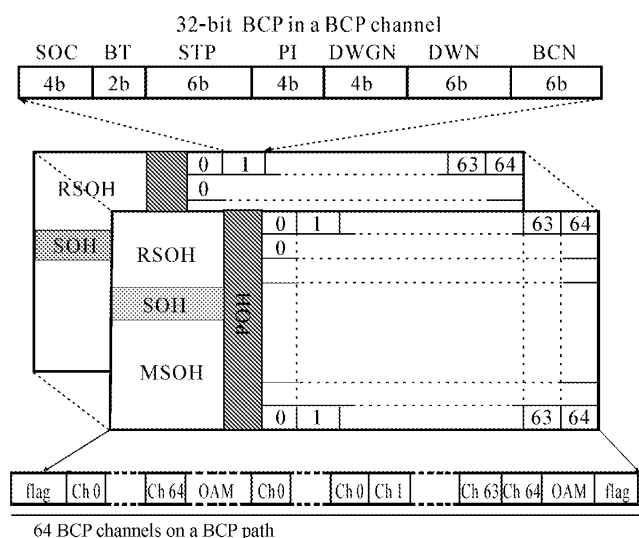 32-bit BCP in a BCP channel
SOC BT STP PI DWGN DWN BCN
4b 2b 6b 4b 4b 6b 6b
0 1 63 64
RSOH 0
SOH
0 1 63 64
0
RSOH
SOH
POH
MSOH
0 1 63 64
flag Ch 0 Ch 64 OAM Ch0 Ch 0 Ch 1 Ch 63 Ch 64 OAM flag
64 BCP channels on a BCP path